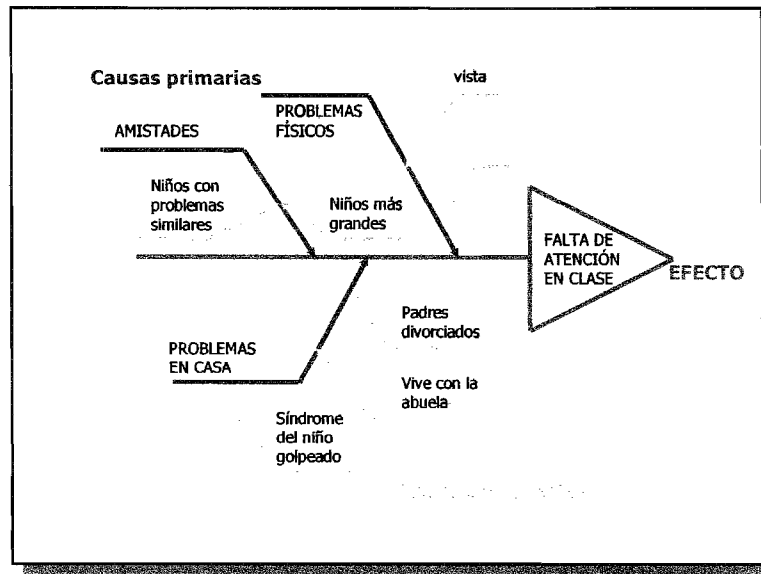 Causas primarias
vista
PROBLEMAS
FÍSICOS
AMISTADES
Niños con
problemas
similares
Niños más
grandes
FALTA DE
ATENCIÓN
EN CLASE
EFECTO
Padres
divorciados
PROBLEMAS
EN CASA
Vive con la
abuela
Síndrome
del niño
golpeado